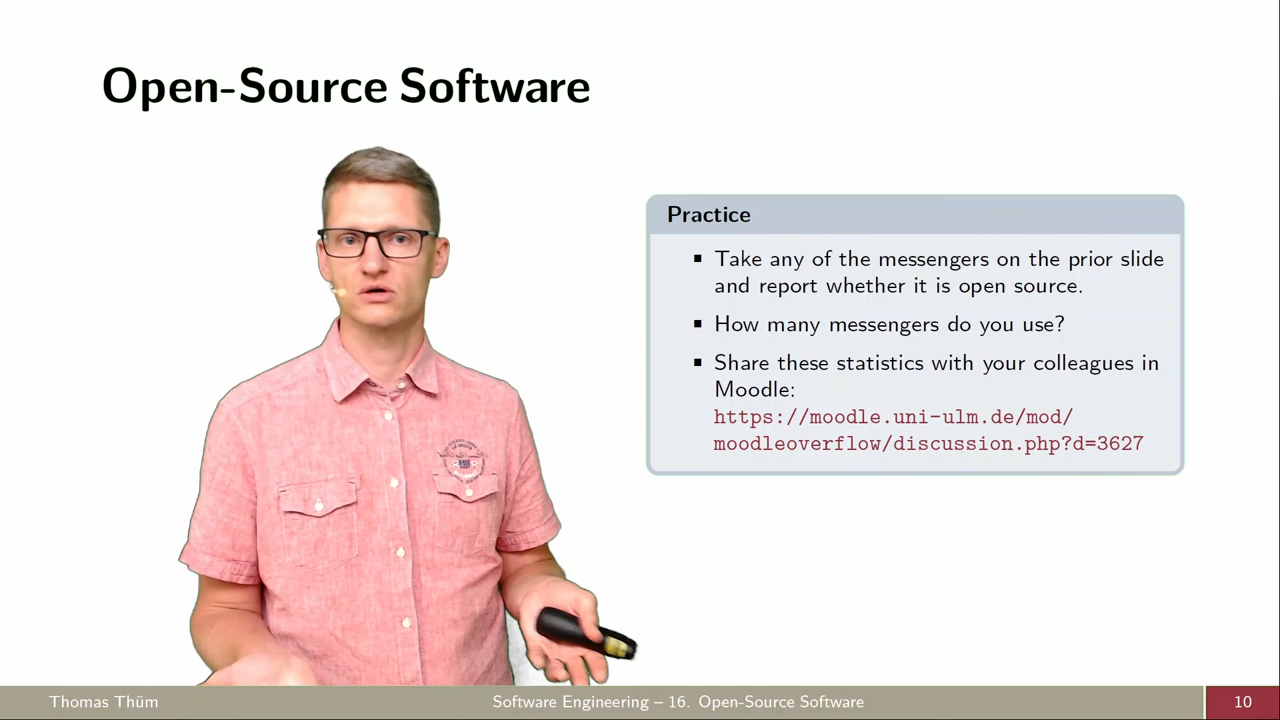 Open-Source Software
Practice
▪ Take any of the messengers on the prior slide
and report whether it is open source.
▪ How many messengers do you use?
▪ Share these statistics with your colleagues in
Moodle:
https://moodle.uni-ulm.de/mod/
moodleoverflow/discussion.php?d=3627
Thomas Thüm
Software Engineering – 16. Open-Source Software
10